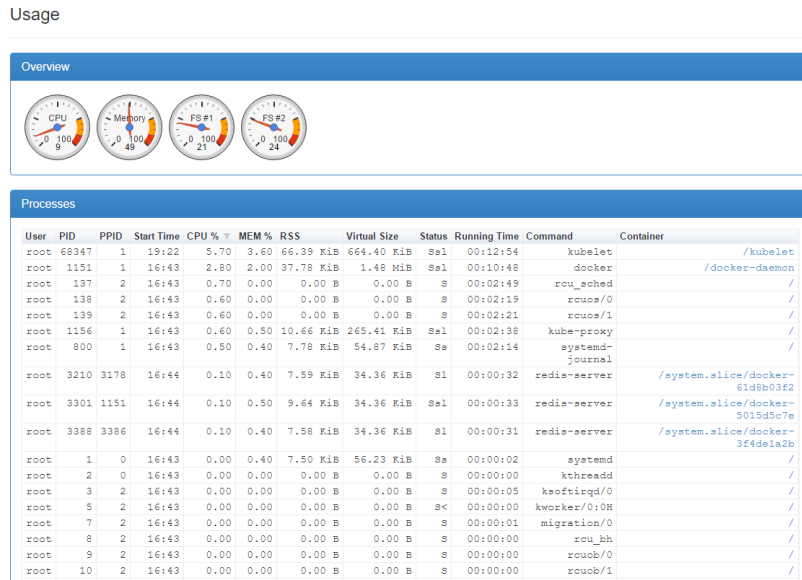 Usage
Overview
CPU
0 100
9
Memory
0 100
49
FS #1
0 100
21
FS #2
0 100
24
Processes
User PID PPID Start Time CPU % MEM % RSS Virtual Size Status Running Time Command Container
root 68347 1 19:22 5.70 3.60 66.39 KiB 664.40 KiB Ssl 00:12:54 kubelet /kubelet
root 1151 1 16:43 2.80 2.00 37.78 KiB 1.48 MiB Ssl 00:10:48 docker /docker-daemon
root 137 2 16:43 0.70 0.00 0.00 B 0.00 B S 00:02:49 rcu_sched /
root 138 2 16:43 0.60 0.00 0.00 B 0.00 B S 00:02:19 rcuos/0 /
root 139 2 16:43 0.60 0.00 0.00 B 0.00 B S 00:02:21 rcuos/1 /
root 1156 1 16:43 0.60 0.50 10.66 KiB 265.41 KiB Ssl 00:02:38 kube-proxy /
root 800 1 16:43 0.50 0.40 7.78 KiB 54.87 KiB Ss 00:02:14 systemd- /
journal
root 3210 3178 16:44 0.10 0.40 7.59 KiB 34.36 KiB Sl 00:00:32 redis-server /system.slice/docker-
61d8b03f2
root 3301 1151 16:44 0.10 0.50 9.64 KiB 34.36 KiB Ssl 00:00:33 redis-server /system.slice/docker-
5015d5c7e
root 3388 3386 16:44 0.10 0.40 7.58 KiB 34.36 KiB Sl 00:00:31 redis-server /system.slice/docker-
3f4de1a2b
root 1 0 16:43 0.00 0.40 7.50 KiB 56.23 KiB Ss 00:00:02 systemd /
root 2 0 16:43 0.00 0.00 0.00 B 0.00 B S 00:00:00 kthreadd /
root 3 2 16:43 0.00 0.00 0.00 B 0.00 B S 00:00:05 ksoftirqd/0 /
root 5 2 16:43 0.00 0.00 0.00 B 0.00 B S< 00:00:00 kworker/0:0H /
root 7 2 16:43 0.00 0.00 0.00 B 0.00 B S 00:00:01 migration/0 /
root 8 2 16:43 0.00 0.00 0.00 B 0.00 B S 00:00:00 rcu_bh /
root 9 2 16:43 0.00 0.00 0.00 B 0.00 B S 00:00:00 rcuob/0 /
root 10 2 16:43 0.00 0.00 0.00 B 0.00 B S 00:00:00 rcuob/1 /